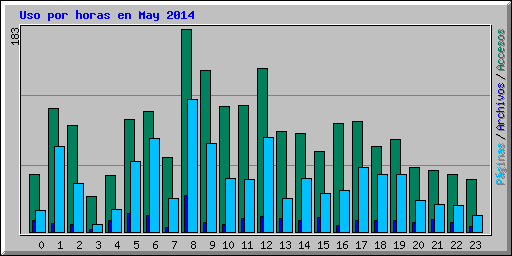 Uso por horas en May 2014
183
Páginas / Archivos / Accesos
0 1 2 3 4 5 6 7 8 9 10 11 12 13 14 15 16 17 18 19 20 21 22 23